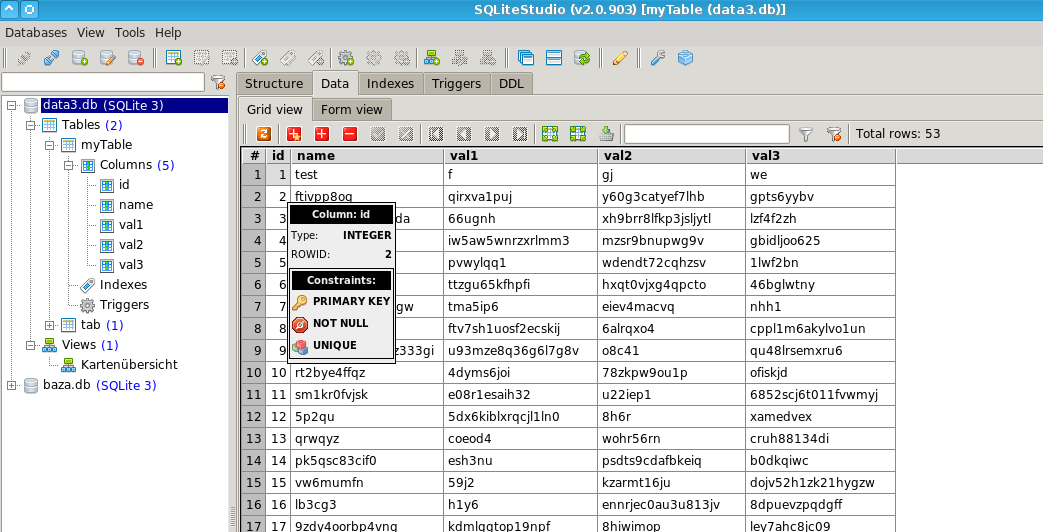 SQLiteStudio (v2.0.903) [myTable (data3.db)]
Databases View Tools Help
Structure Data Indexes Triggers DDL
data3.db (SQLite 3)
Tables (2)
myTable
Columns (5)
id
name
val1
val2
val3
Indexes
Triggers
tab (1)
Views (1)
Kartenübersicht
baza.db (SQLite 3)
Grid view Form view
Total rows: 53
# id name val1 val2 val3
1 1 test f gj we
2 2 ftivpp8og qirxva1puj y60g3catyef7lhb gpts6yybv
3 3 da 66ugnh xh9brr8lfkp3jsljytl lzf4f2zh
4 4 iw5aw5wnrzxrlmm3 mzsr9bnupwg9v gbidljoo625
5 5 pvwylqq1 wdendt72cqhzsv 1lwf2bn
6 6 ttzgu65kfhpfi hxqt0vjxg4qpcto 46bglwtny
7 7 gw tma5ip6 eiev4macvq nhh1
8 8 ftv7sh1uosf2ecskij 6alrqxo4 cppl1m6akylvo1un
9 9 z333gi u93mze8q36g6l7g8v o8c41 qu48lrsemxru6
10 10 rt2bye4ffqz 4dyms6joi 78zkpw9ou1p ofiskjd
11 11 sm1kr0fvjsk e08r1esaih32 u22iep1 6852scj6t011fvwmyj
12 12 5p2qu 5dx6kiblxrqcjl1ln0 8h6r xamedvex
13 13 qrwqyz coeod4 wohr56rn cruh88134di
14 14 pk5qsc83cif0 esh3nu psdts9cdafbkeiq b0dkqiwc
15 15 vw6mumfn 59j2 kzarmt16ju dojv52h1zk21hygzw
16 16 lb3cg3 h1y6 ennrjec0au3u813jv 8dpuevzpqdgff
17 17 9zdy4oorbp4vnq kdmlqgtop19npf 8hiwimop ley7ahc8jc09
Column: id
Type: INTEGER
ROWID: 2
Constraints:
PRIMARY KEY
NOT NULL
UNIQUE